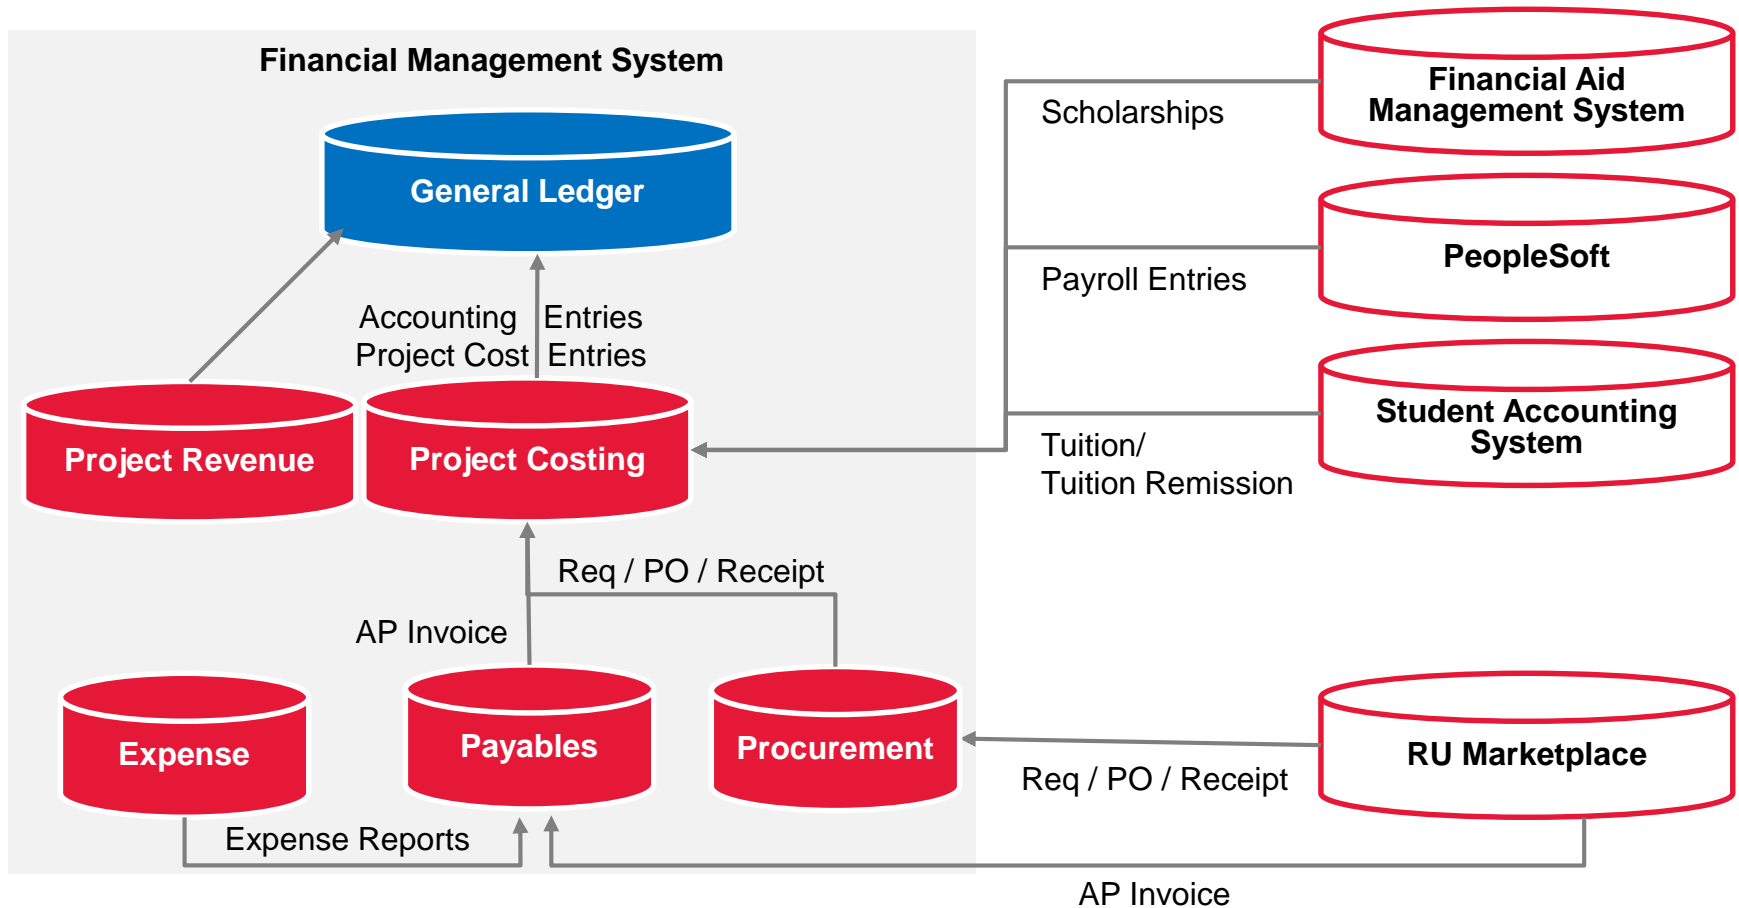 Financial Management System
General Ledger
Accounting Entries
Project Cost Entries
Project Revenue
Project Costing
Req / PO / Receipt
AP Invoice
Expense
Payables
Procurement
Expense Reports
Financial Aid
Management System
Scholarships
PeopleSoft
Payroll Entries
Student Accounting
System
Tuition/
Tuition Remission
RU Marketplace
Req / PO / Receipt
AP Invoice